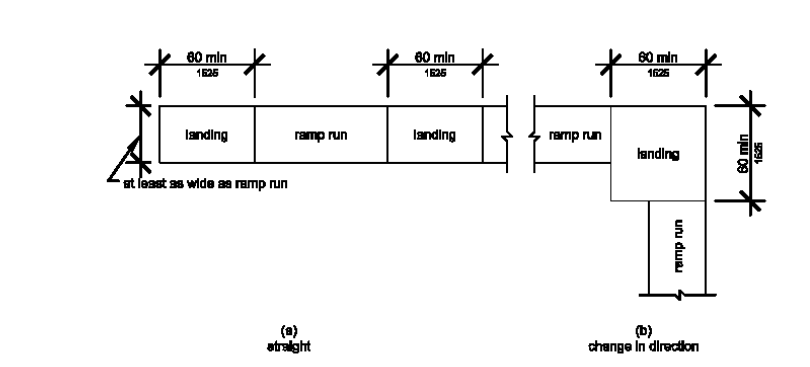 60 min 60 min 60 min
1525 1525 1525
landing ramp run landing ramp run
landing
60 min
1525
at least as wide as ramp run
ramp run
(a) (b)
straight change in direction